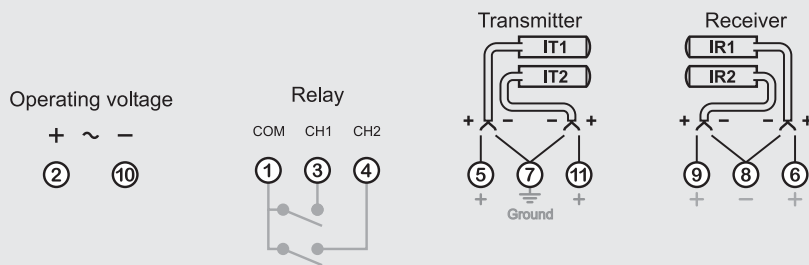 Transmitter
Receiver
IT1
IR1
IT2
IR2
Operating voltage
Relay
+ ~ −
COM CH1 CH2
+ − − +
+ − − +
2 10
1 3 4
5 7 11
9 8 6
+ +
+ − +
Ground